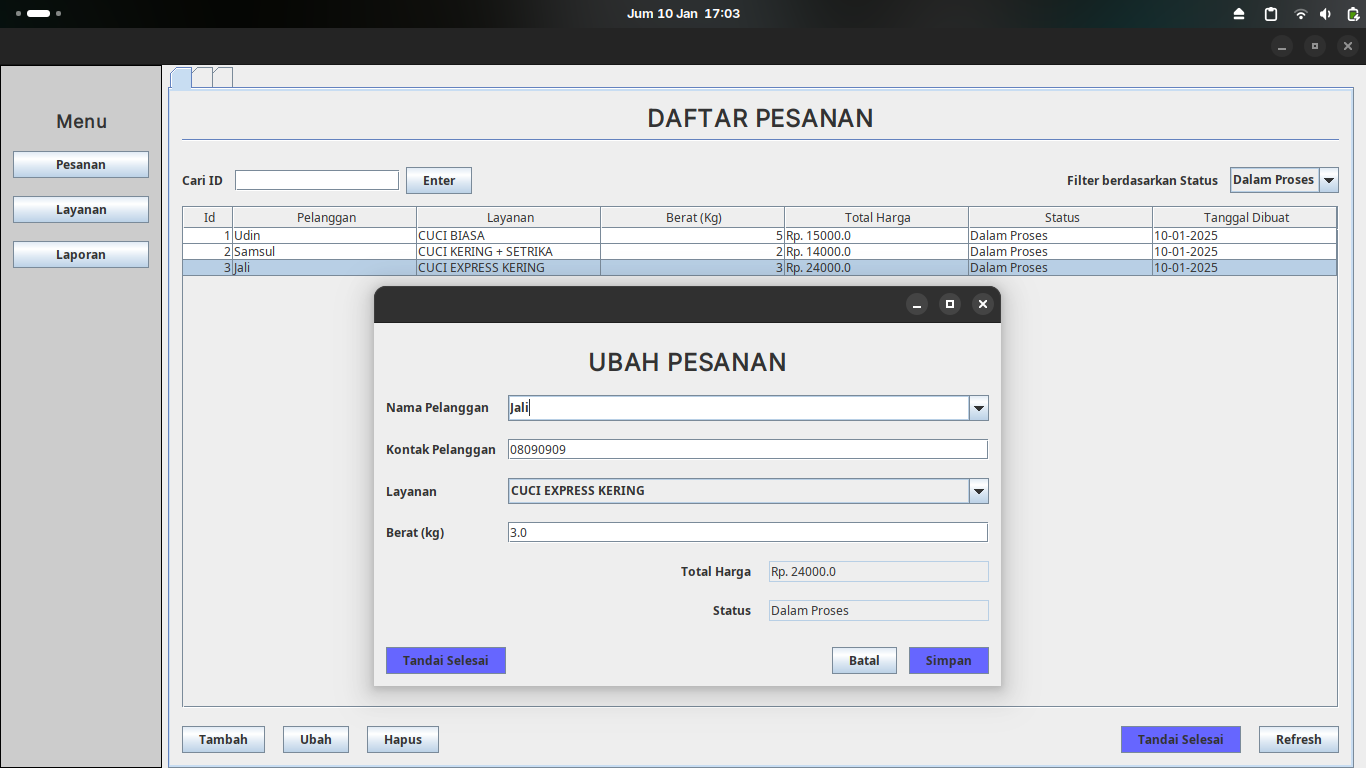 Jum 10 Jan 17:03
Menu
Pesanan
Layanan
Laporan
DAFTAR PESANAN
Cari ID Enter Filter berdasarkan Status Dalam Proses
Id Pelanggan Layanan Berat (Kg) Total Harga Status Tanggal Dibuat
1 Udin CUCI BIASA 5 Rp. 15000.0 Dalam Proses 10-01-2025
2 Samsul CUCI KERING + SETRIKA 2 Rp. 14000.0 Dalam Proses 10-01-2025
3 Jali CUCI EXPRESS KERING 3 Rp. 24000.0 Dalam Proses 10-01-2025
UBAH PESANAN
Nama Pelanggan Jali
Kontak Pelanggan 08090909
Layanan CUCI EXPRESS KERING
Berat (kg) 3.0
Total Harga Rp. 24000.0
Status Dalam Proses
Tandai Selesai Batal Simpan
Tambah Ubah Hapus Tandai Selesai Refresh